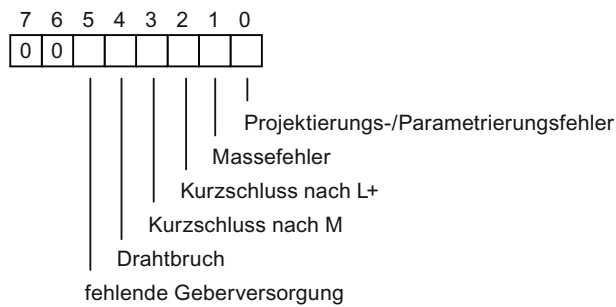 7 6 5 4 3 2 1 0
0 0
Projektierungs-/Parametrierungsfehler
Massefehler
Kurzschluss nach L+
Kurzschluss nach M
Drahtbruch
fehlende Geberversorgung